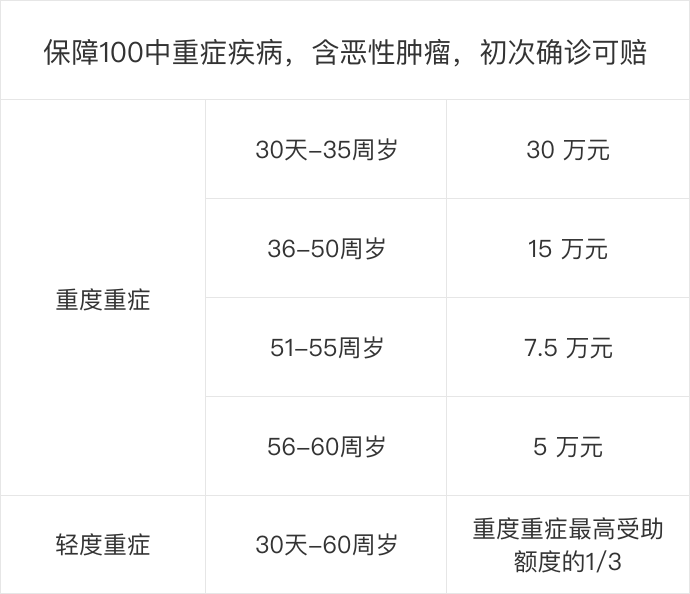 保障100中重症疾病，含恶性肿瘤，初次确诊可赔
重度重症
30天–35周岁
30 万元
36–50周岁
15 万元
51–55周岁
7.5 万元
56–60周岁
5 万元
轻度重症
30天–60周岁
重度重症最高受助
额度的1/3